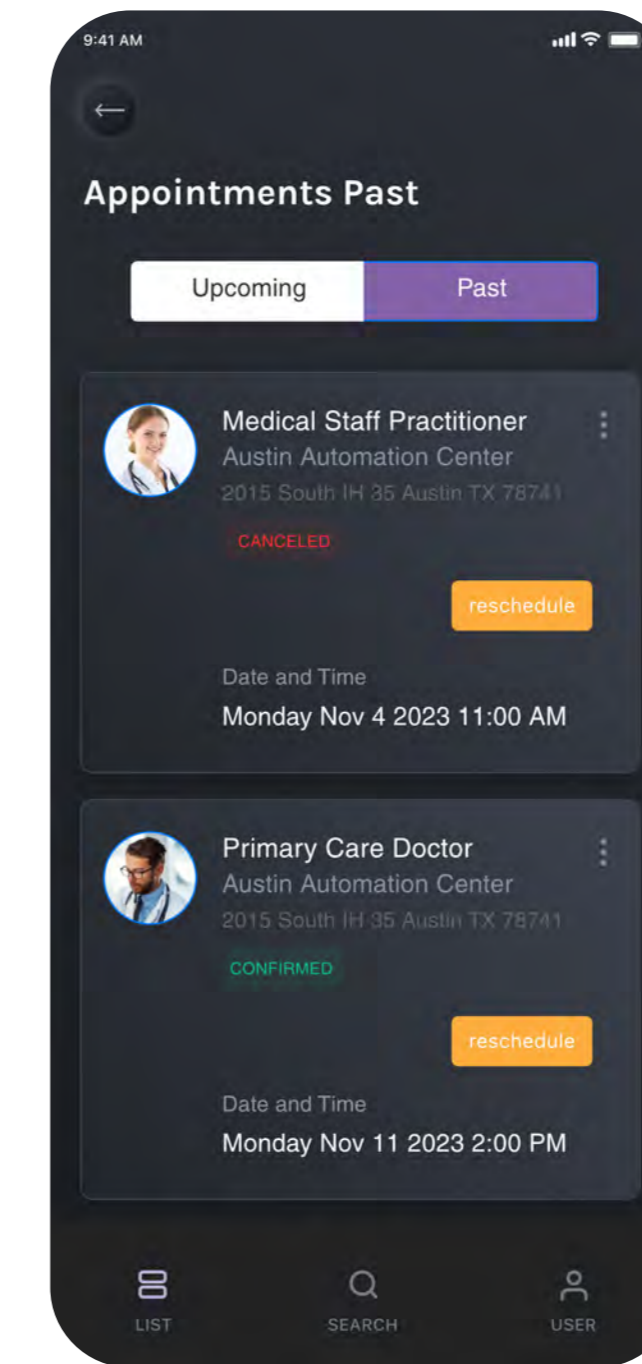 9:41 AM
Appointments Past
Upcoming Past
Medical Staff Practitioner
Austin Automation Center
2015 South IH 35 Austin TX 78741
CANCELED
reschedule
Date and Time
Monday Nov 4 2023 11:00 AM
Primary Care Doctor
Austin Automation Center
2015 South IH 35 Austin TX 78741
CONFIRMED
reschedule
Date and Time
Monday Nov 11 2023 2:00 PM
LIST SEARCH USER